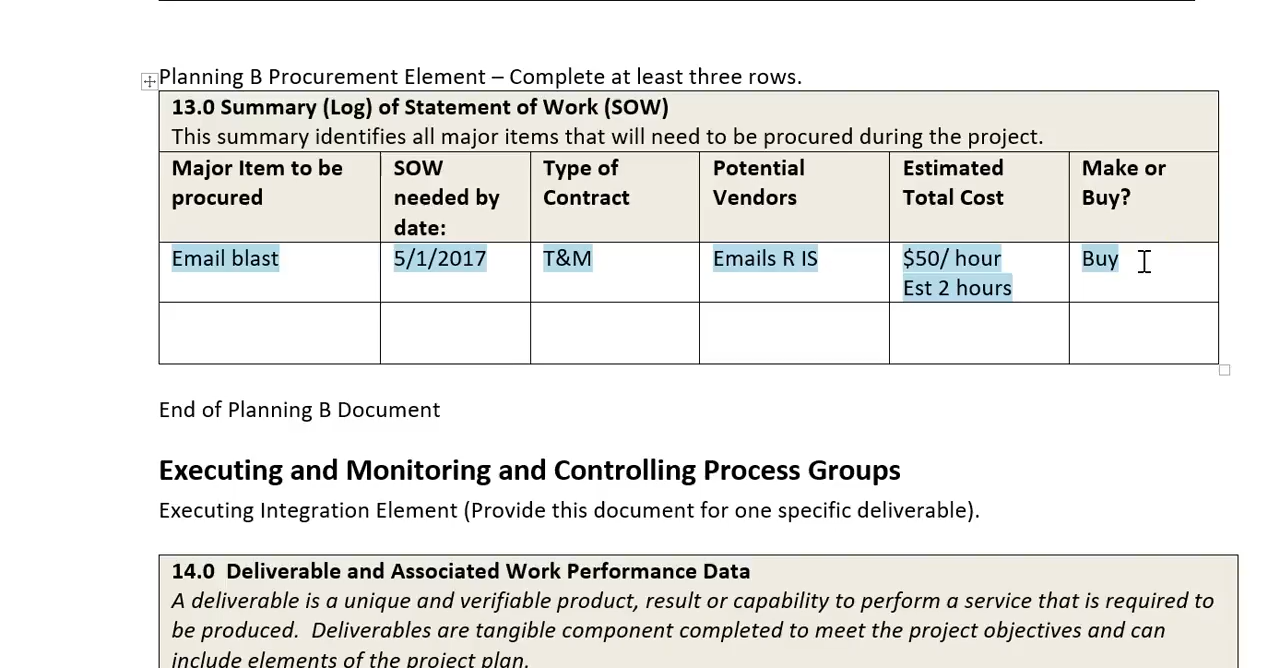 Planning B Procurement Element – Complete at least three rows.
13.0 Summary (Log) of Statement of Work (SOW)
This summary identifies all major items that will need to be procured during the project.
Major Item to be procured
SOW needed by date:
Type of Contract
Potential Vendors
Estimated Total Cost
Make or Buy?
Email blast
5/1/2017
T&M
Emails R IS
$50/ hour
Est 2 hours
Buy
End of Planning B Document
Executing and Monitoring and Controlling Process Groups
Executing Integration Element (Provide this document for one specific deliverable).
14.0  Deliverable and Associated Work Performance Data
A deliverable is a unique and verifiable product, result or capability to perform a service that is required to
be produced.  Deliverables are tangible component completed to meet the project objectives and can
include elements of the project plan.